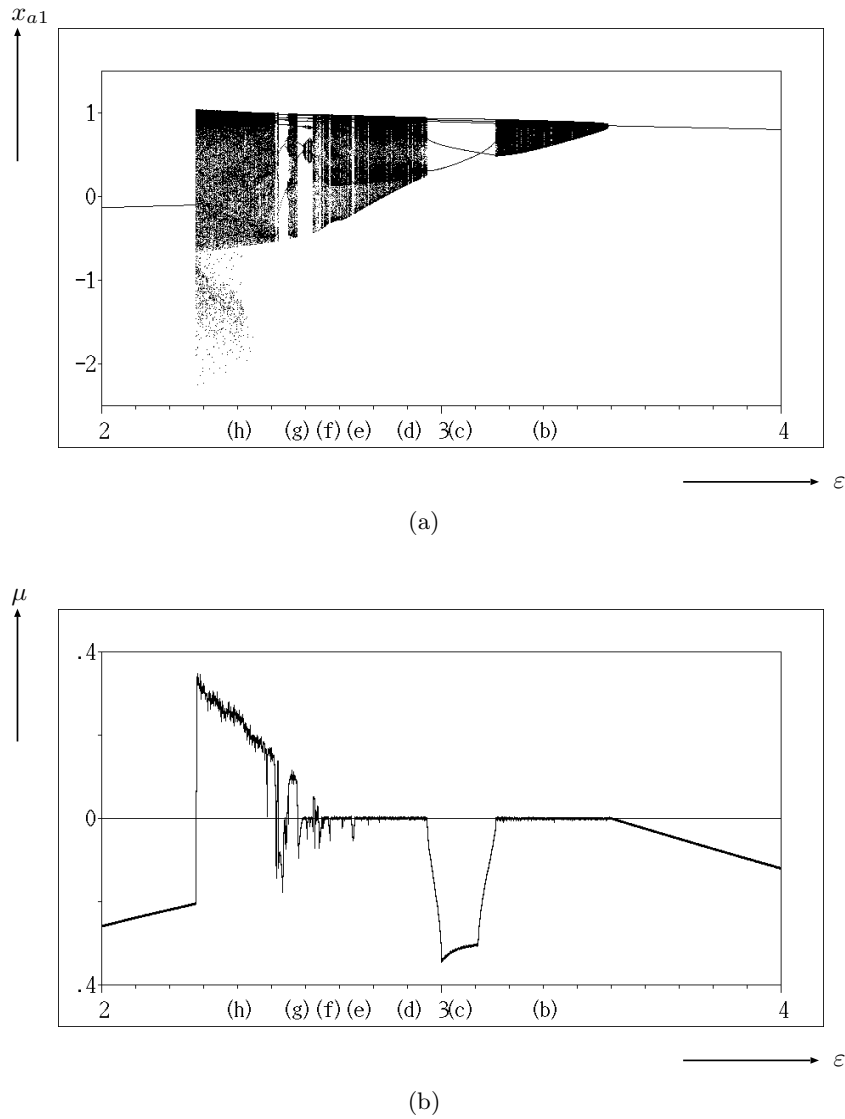 x_{a1}
1
0
-1
-2
2 (h) (g) (f) (e) (d) 3(c) (b) 4
ε
(a)
μ
.4
0
.4
2 (h) (g) (f) (e) (d) 3(c) (b) 4
ε
(b)